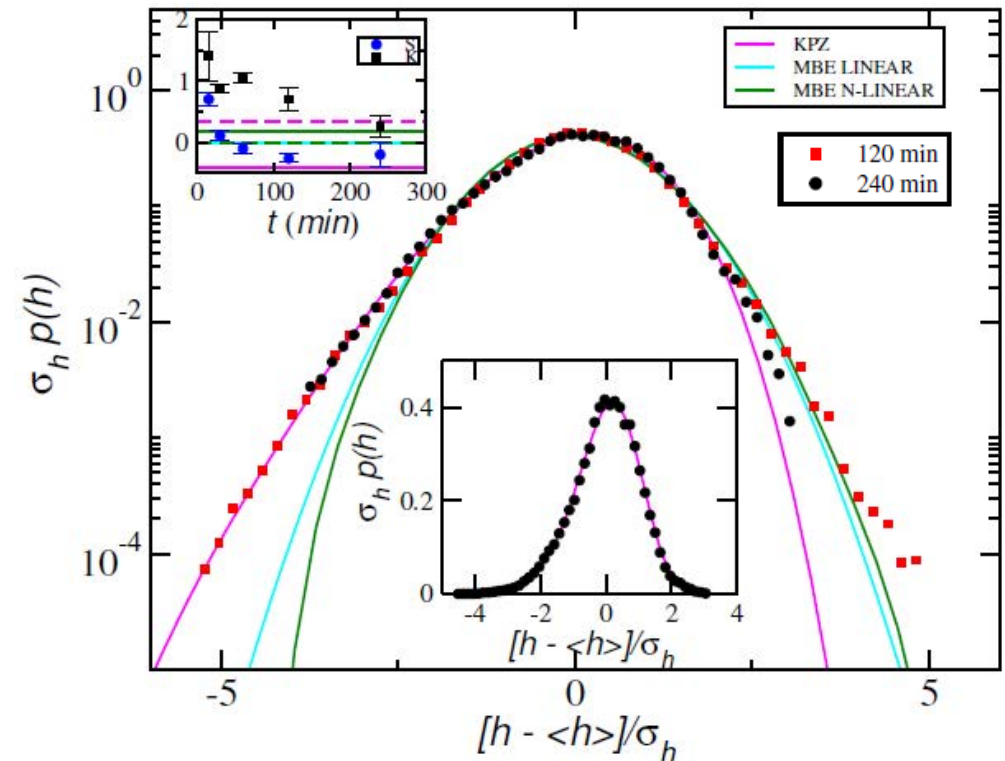 KPZ
MBE LINEAR
MBE N-LINEAR
120 min
240 min
S
K
2
1
0
0 100 200 300
t (min)
10^0
10^-2
10^-4
σ_h p(h)
0.4
0.2
0
σ_h p(h)
-4 -2 0 2 4
[h - <h>]/σ_h
-5 0 5
[h - <h>]/σ_h